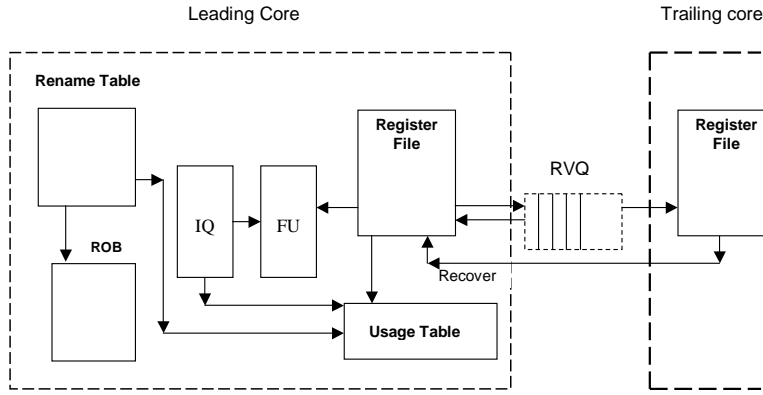 Leading Core
Trailing core
Rename Table
Register
File
Register
File
RVQ
IQ
FU
ROB
Recover
Usage Table